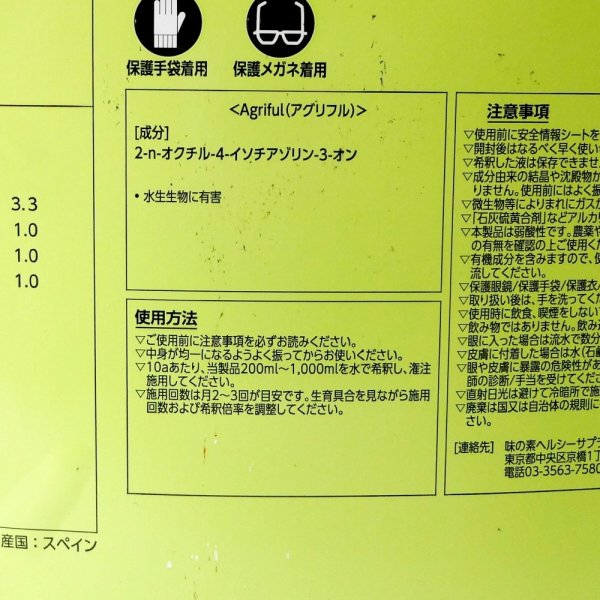 保護手袋着用
保護メガネ着用
3.3
1.0
1.0
1.0
<Agriful(アグリフル)>
[成分]
2-n-オクチル-4-イソチアゾリン-3-オン
・水生生物に有害
使用方法
▽ご使用前に注意事項を必ずお読みください。
▽中身が均一になるようよく振ってからお使いください。
▽10aあたり、当製品200ml〜1,000mlを水で希釈し、潅注
施用してください。
▽施用回数は月2〜3回が目安です。生育具合を見ながら施用
回数および希釈倍率を調整してください。
注意事項
▽使用前に安全情報シートを
▽開封後はなるべく早く使い
▽希釈した液は保存できませ
▽成分由来の結晶や沈殿物が
りません。使用前にはよく振
▽微生物等によりまれにガスが
▽「石灰硫黄合剤」などアルカリ
▽本製品は弱酸性です。農薬や
の有無を確認の上ご使用くだ
▽有機成分を含みますので、使
流してください。
▽保護眼鏡/保護手袋/保護衣/
▽取り扱い後は、手を洗ってくだ
▽使用時に飲食、喫煙をしない
▽飲み物ではありません。飲み込
▽眼に入った場合は流水で数分
▽皮膚に付着した場合は水(石鹸
▽眼や皮膚に暴露の危険性があ
師の診断/手当を受けてくださ
▽直射日光は避けて冷暗所で施
▽廃棄は国又は自治体の規則に
さい。
[連絡先] 味の素ヘルシーサプラ
東京都中央区京橋1丁
電話03-3563-7580
産国：スペイン